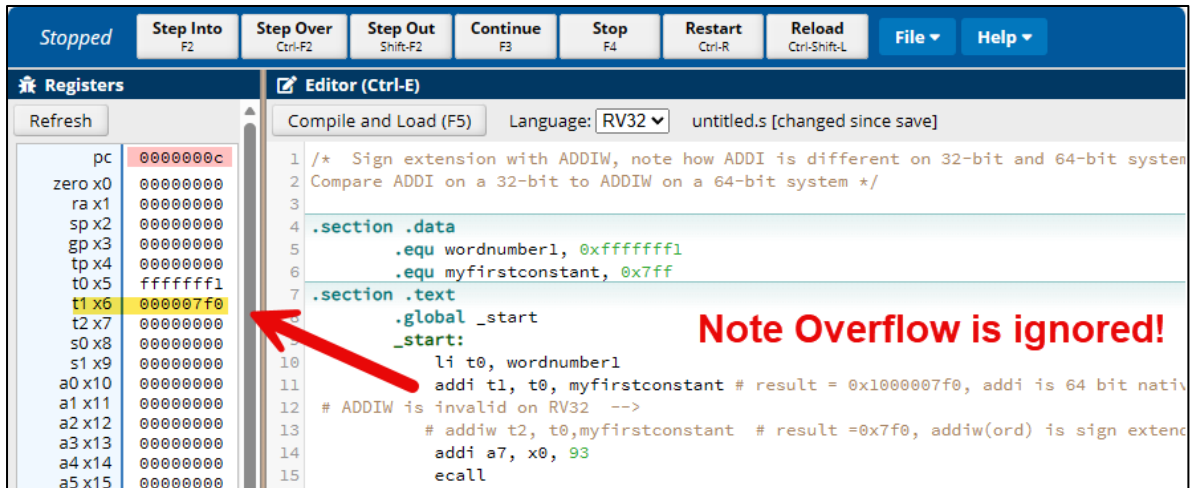 Stopped
Step Into
F2
Step Over
Ctrl-F2
Step Out
Shift-F2
Continue
F3
Stop
F4
Restart
Ctrl-R
Reload
Ctrl-Shift-L
File
Help
Registers
Refresh
pc 0000000c
zero x0 00000000
ra x1 00000000
sp x2 00000000
gp x3 00000000
tp x4 00000000
t0 x5 fffffff1
t1 x6 000007f0
t2 x7 00000000
s0 x8 00000000
s1 x9 00000000
a0 x10 00000000
a1 x11 00000000
a2 x12 00000000
a3 x13 00000000
a4 x14 00000000
a5 x15 00000000
Editor (Ctrl-E)
Compile and Load (F5) Language: RV32 untitled.s [changed since save]
1 /* Sign extension with ADDIW, note how ADDI is different on 32-bit and 64-bit system
2 Compare ADDI on a 32-bit to ADDIW on a 64-bit system */
3
4 .section .data
5 .equ wordnumber1, 0xfffffff1
6 .equ myfirstconstant, 0x7ff
7 .section .text
8 .global _start
_start:
10 li t0, wordnumber1
11 addi t1, t0, myfirstconstant # result = 0x1000007f0, addi is 64 bit nativ
12 # ADDIW is invalid on RV32 -->
13 # addiw t2, t0,myfirstconstant # result =0x7f0, addiw(ord) is sign extend
14 addi a7, x0, 93
15 ecall
Note Overflow is ignored!